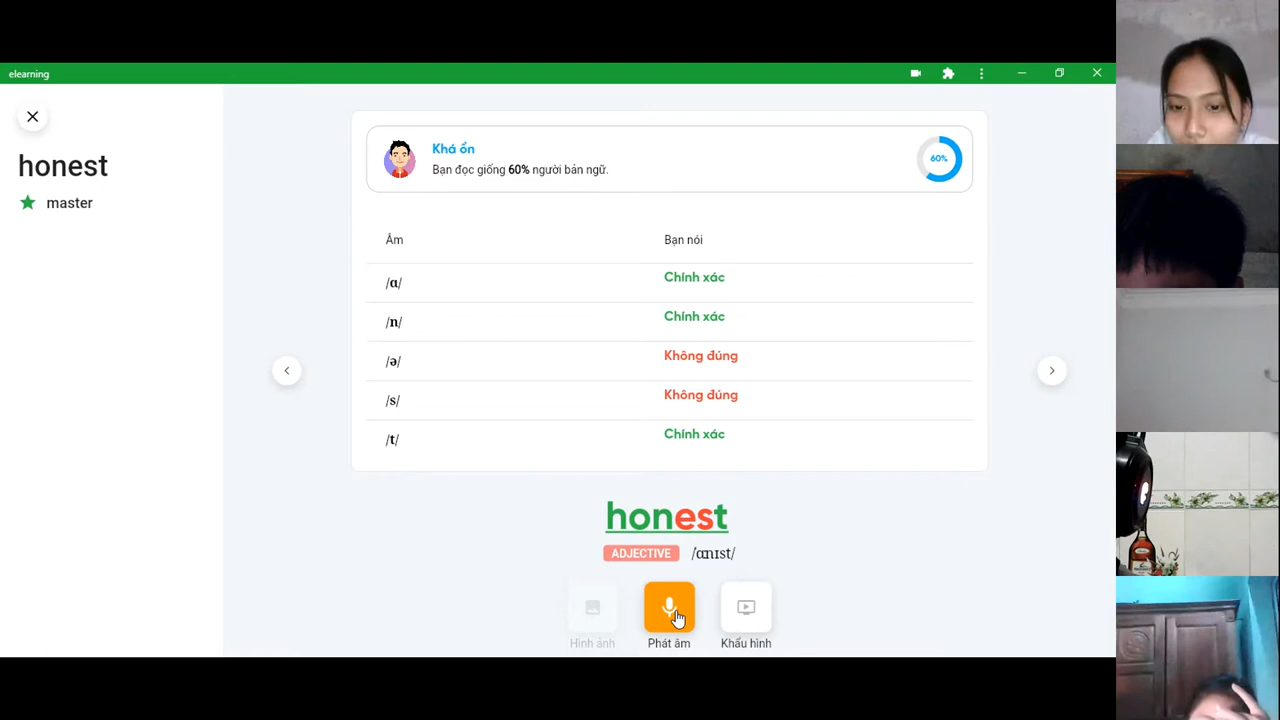 elearning
honest
master
Khá ổn
Bạn đọc giống 60% người bản ngữ.
60%
Âm
Bạn nói
/ɑ/
Chính xác
/n/
Chính xác
/ə/
Không đúng
/s/
Không đúng
/t/
Chính xác
honest
ADJECTIVE /ɑnɪst/
Hình ảnh
Phát âm
Khẩu hình